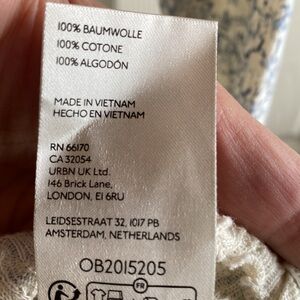 100% BAUMWOLLE
100% COTONE
100% ALGODÓN
MADE IN VIETNAM
HECHO EN VIETNAM
RN 66170
CA 32054
URBN UK Ltd.
146 Brick Lane,
LONDON, E1 6RU
LEIDSESTRAAT 32, 1017 PB
AMSTERDAM, NETHERLANDS
OB2015205
FR